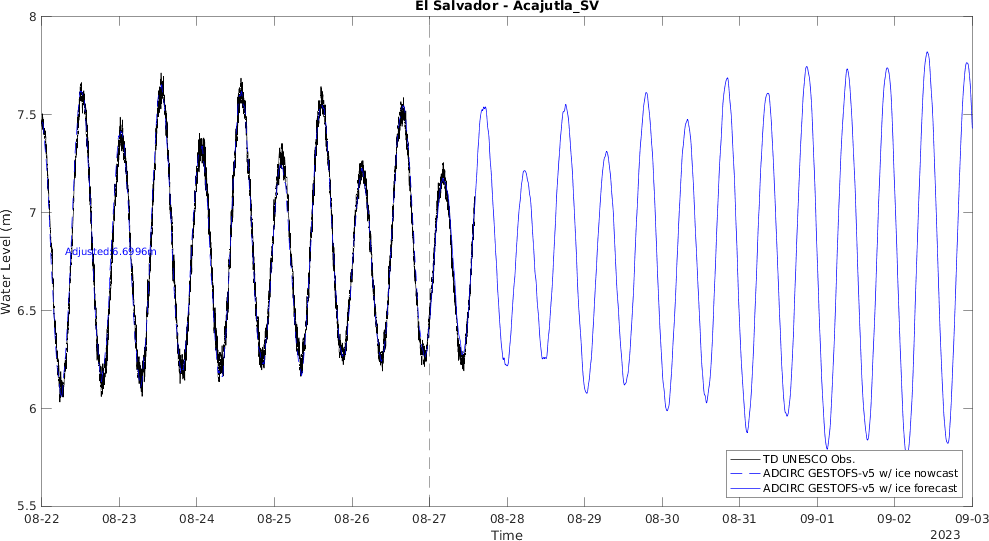 El Salvador - Acajutla_SV
8
7.5
7
6.5
6
5.5
Water Level (m)
Adjusted:6.6996m
TD UNESCO Obs.
ADCIRC GESTOFS-v5 w/ ice nowcast
ADCIRC GESTOFS-v5 w/ ice forecast
08-22 08-23 08-24 08-25 08-26 08-27 08-28 08-29 08-30 08-31 09-01 09-02 09-03
Time
2023